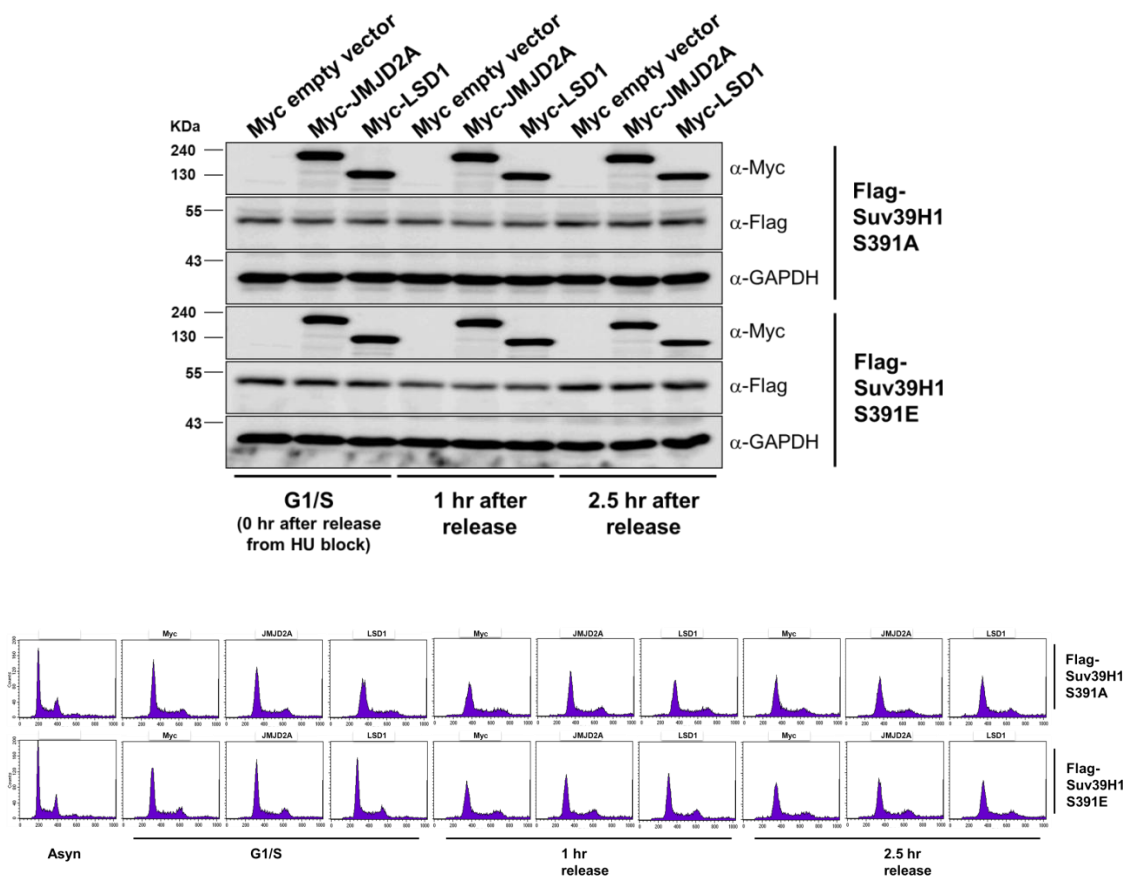 Myc empty vector
Myc-JMJD2A
Myc-LSD1
Myc empty vector
Myc-JMJD2A
Myc-LSD1
Myc empty vector
Myc-JMJD2A
Myc-LSD1
KDa
240
130
α-Myc
55
α-Flag
43
α-GAPDH
Flag-
Suv39H1
S391A
240
130
α-Myc
55
α-Flag
43
α-GAPDH
Flag-
Suv39H1
S391E
G1/S
(0 hr after release
from HU block)
1 hr after
release
2.5 hr after
release
Myc JMJD2A LSD1 Myc JMJD2A LSD1 Myc JMJD2A LSD1
Flag-
Suv39H1
S391A
Myc JMJD2A LSD1 Myc JMJD2A LSD1 Myc JMJD2A LSD1
Flag-
Suv39H1
S391E
Asyn
G1/S
1 hr
release
2.5 hr
release